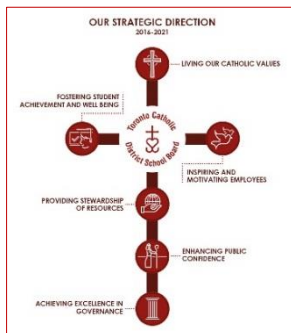 OUR STRATEGIC DIRECTION
2016-2021
LIVING OUR CATHOLIC VALUES
FOSTERING STUDENT
ACHIEVEMENT AND WELL BEING
Toronto Catholic
District School Board
INSPIRING AND
MOTIVATING EMPLOYEES
PROVIDING STEWARDSHIP
OF RESOURCES
ENHANCING PUBLIC
CONFIDENCE
ACHIEVING EXCELLENCE IN
GOVERNANCE